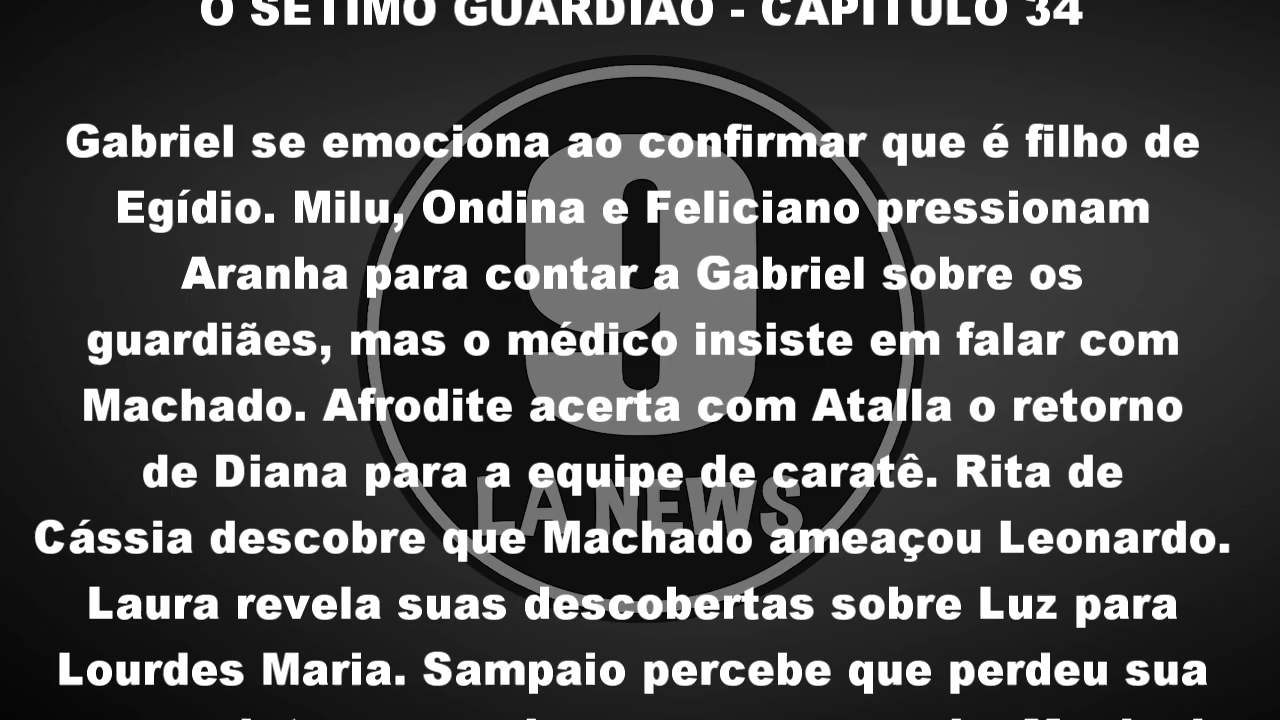 O SÉTIMO GUARDIÃO - CAPÍTULO 34
Gabriel se emociona ao confirmar que é filho de
Egídio. Milu, Ondina e Feliciano pressionam
Aranha para contar a Gabriel sobre os
guardiães, mas o médico insiste em falar com
Machado. Afrodite acerta com Atalla o retorno
de Diana para a equipe de caratê. Rita de
Cássia descobre que Machado ameaçou Leonardo.
Laura revela suas descobertas sobre Luz para
Lourdes Maria. Sampaio percebe que perdeu sua
9
LA NEWS